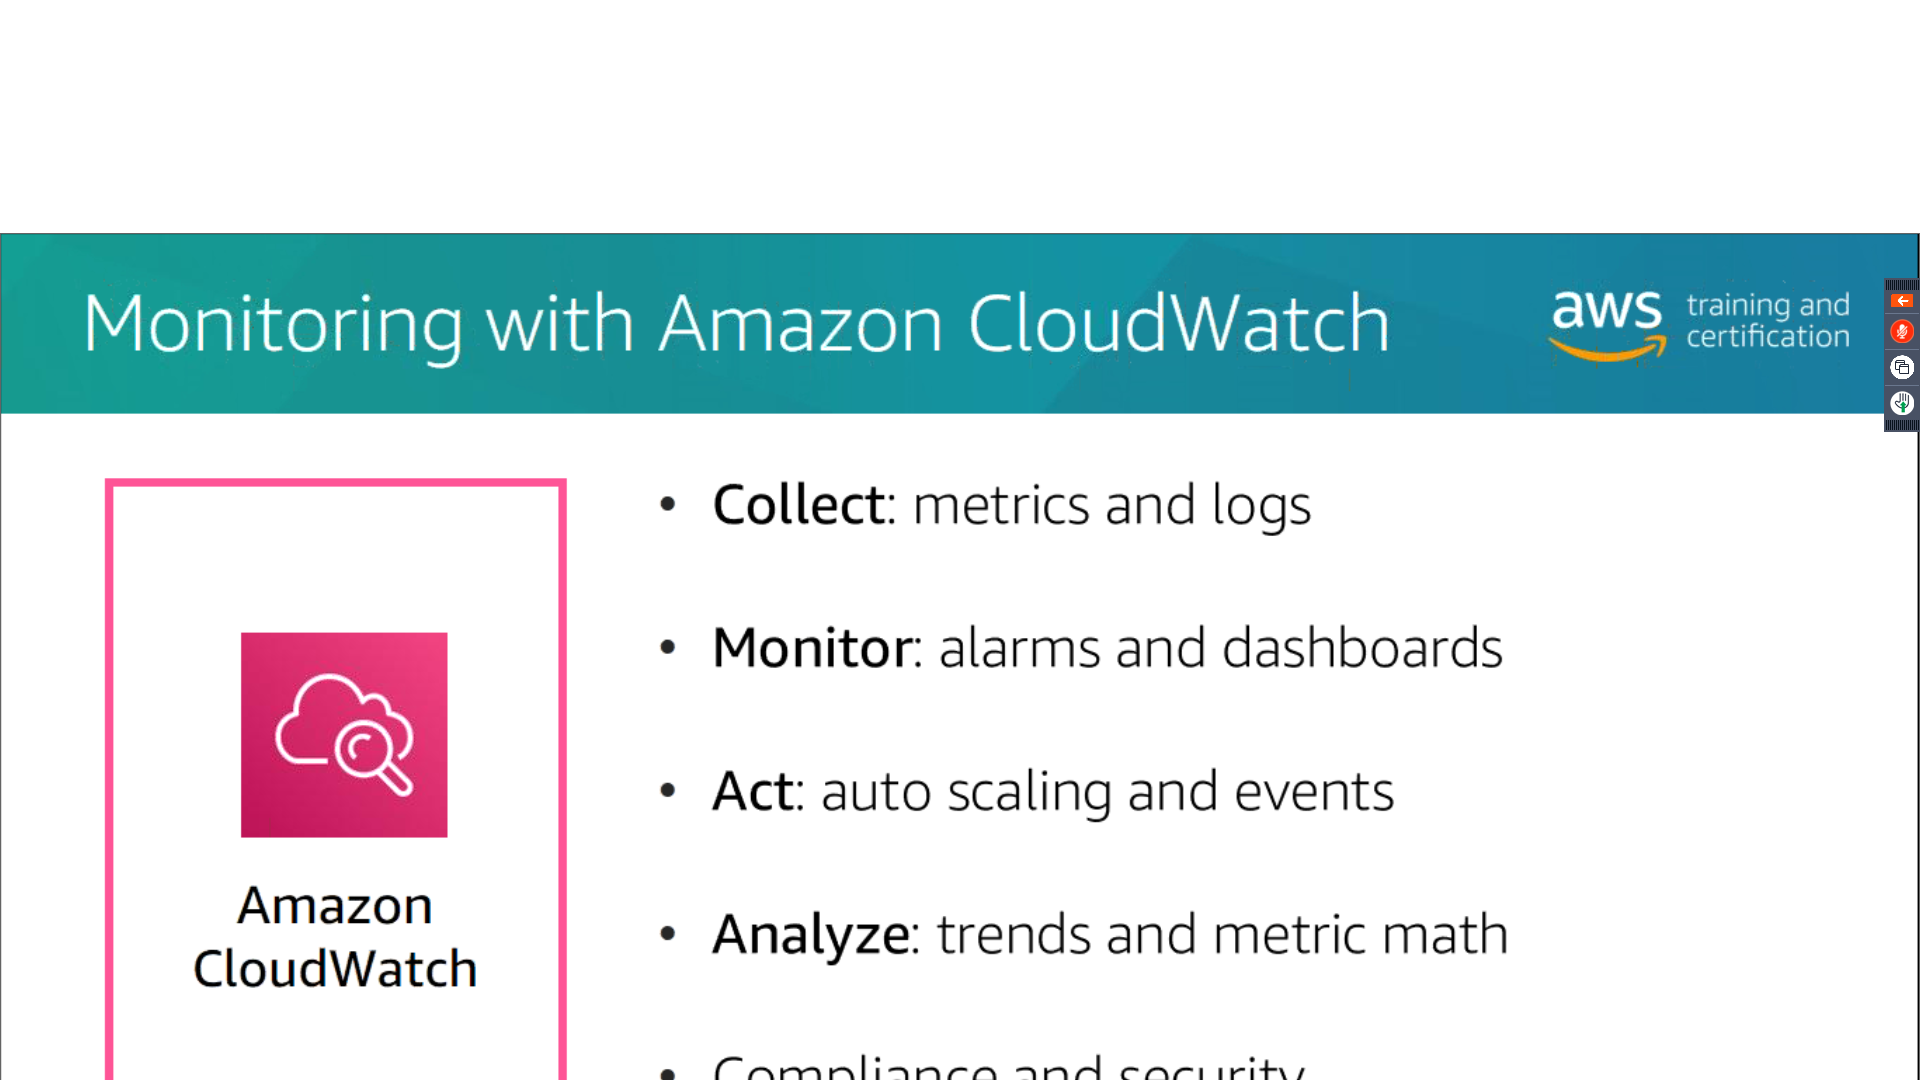 Monitoring with Amazon CloudWatch
aws training and
certification
• Collect: metrics and logs
• Monitor: alarms and dashboards
• Act: auto scaling and events
• Analyze: trends and metric math
• Compliance and security
Amazon
CloudWatch